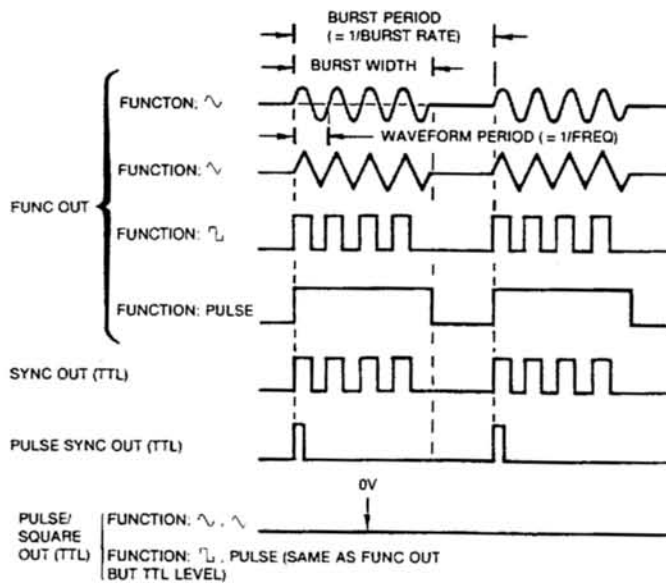 BURST PERIOD
(= 1/BURST RATE)
BURST WIDTH
FUNCTON: ∿
WAVEFORM PERIOD (= 1/FREQ)
FUNCTION: ∿
FUNC OUT
FUNCTION:
FUNCTION: PULSE
SYNC OUT (TTL)
PULSE SYNC OUT (TTL)
0V
PULSE/
SQUARE
OUT (TTL)
FUNCTION: ∿ , ∿
FUNCTION: , PULSE (SAME AS FUNC OUT
BUT TTL LEVEL)